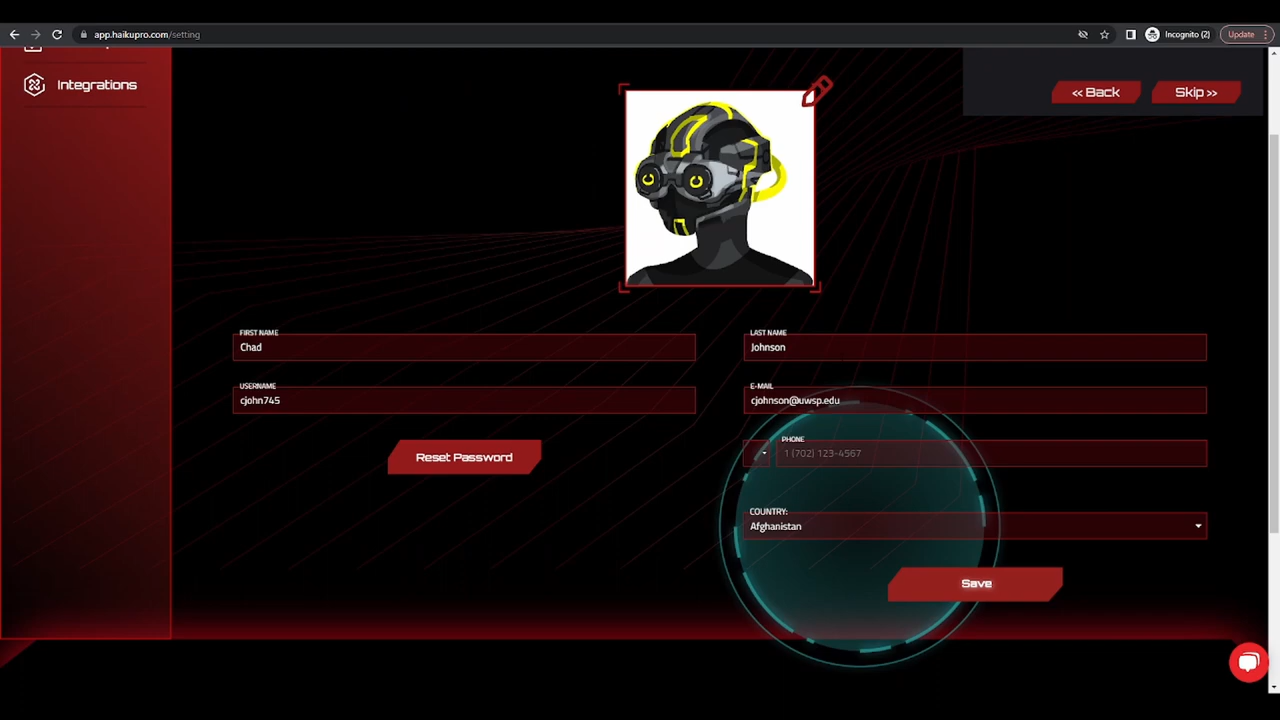 app.haikupro.com/setting
Incognito (2)
Update
Integrations
<< Back
Skip >>
FIRST NAME
Chad
LAST NAME
Johnson
USERNAME
cjohn745
E-MAIL
cjohnson@uwsp.edu
Reset Password
PHONE
1 (702) 123-4567
COUNTRY:
Afghanistan
Save